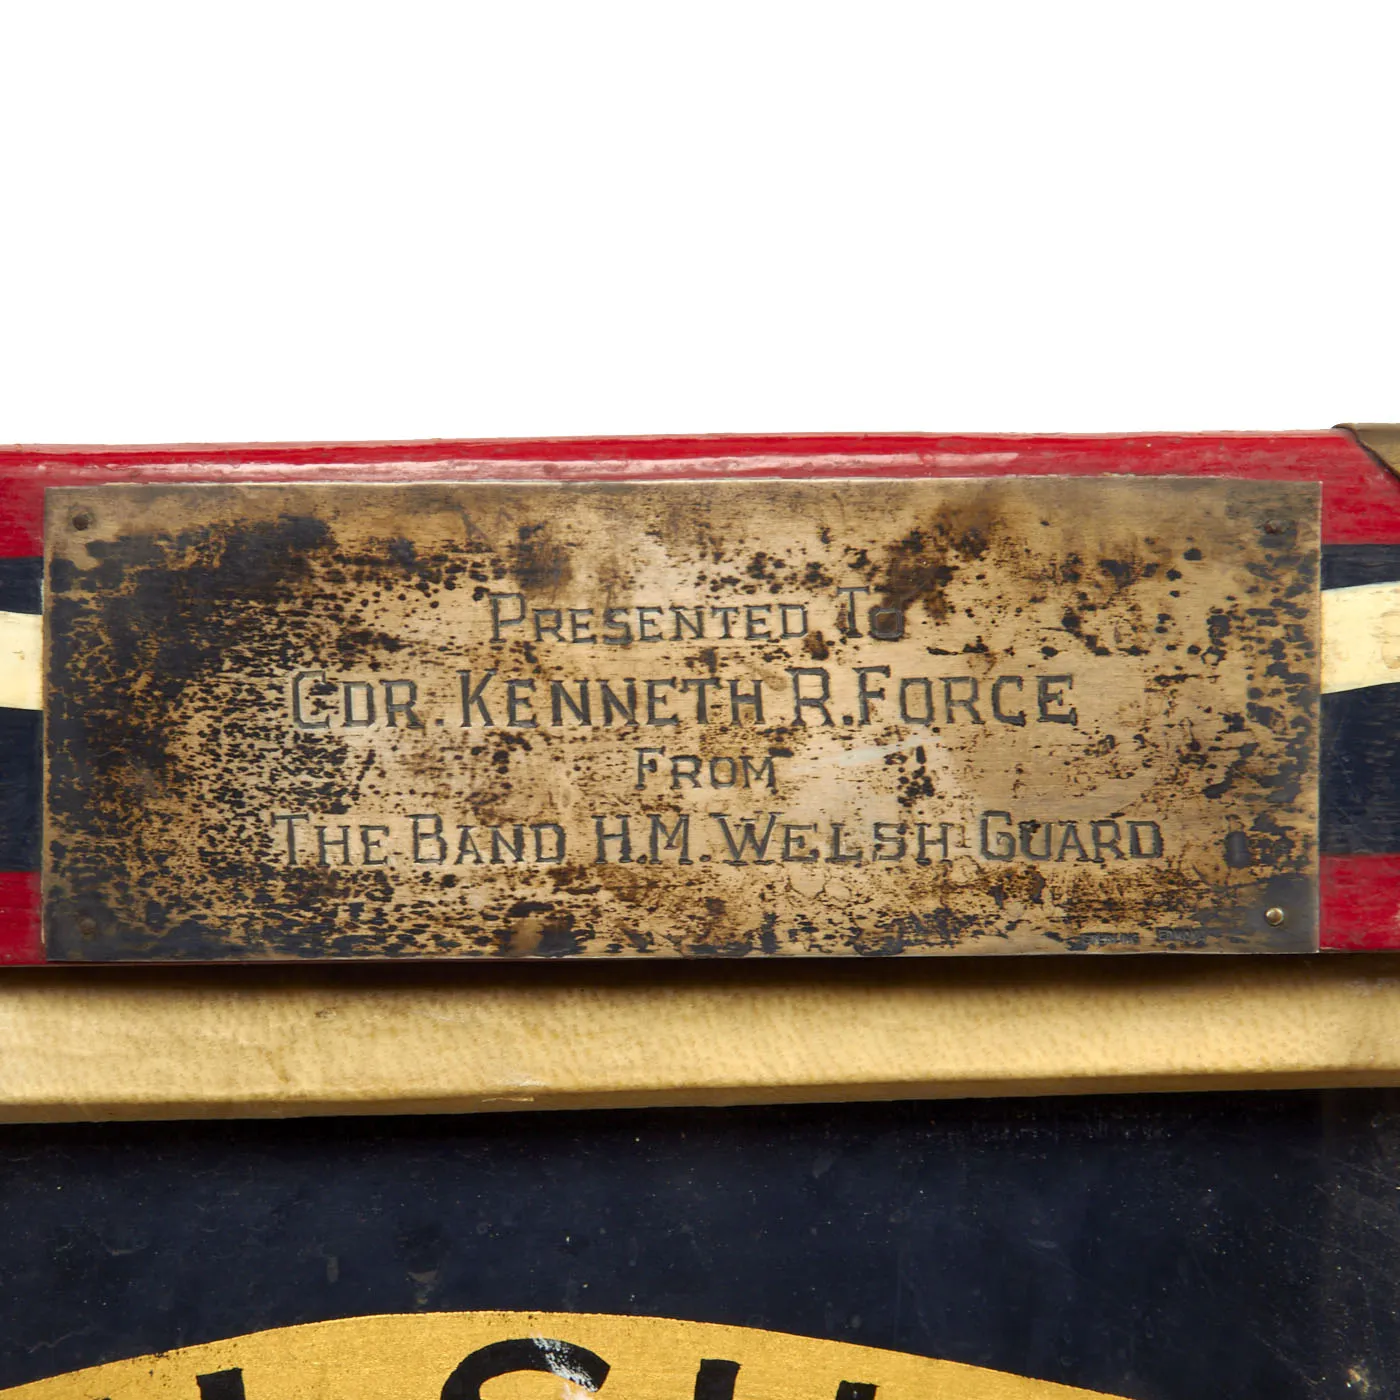 PRESENTED TO
CDR. KENNETH R. FORCE
FROM
THE BAND H.M. WELSH GUARD